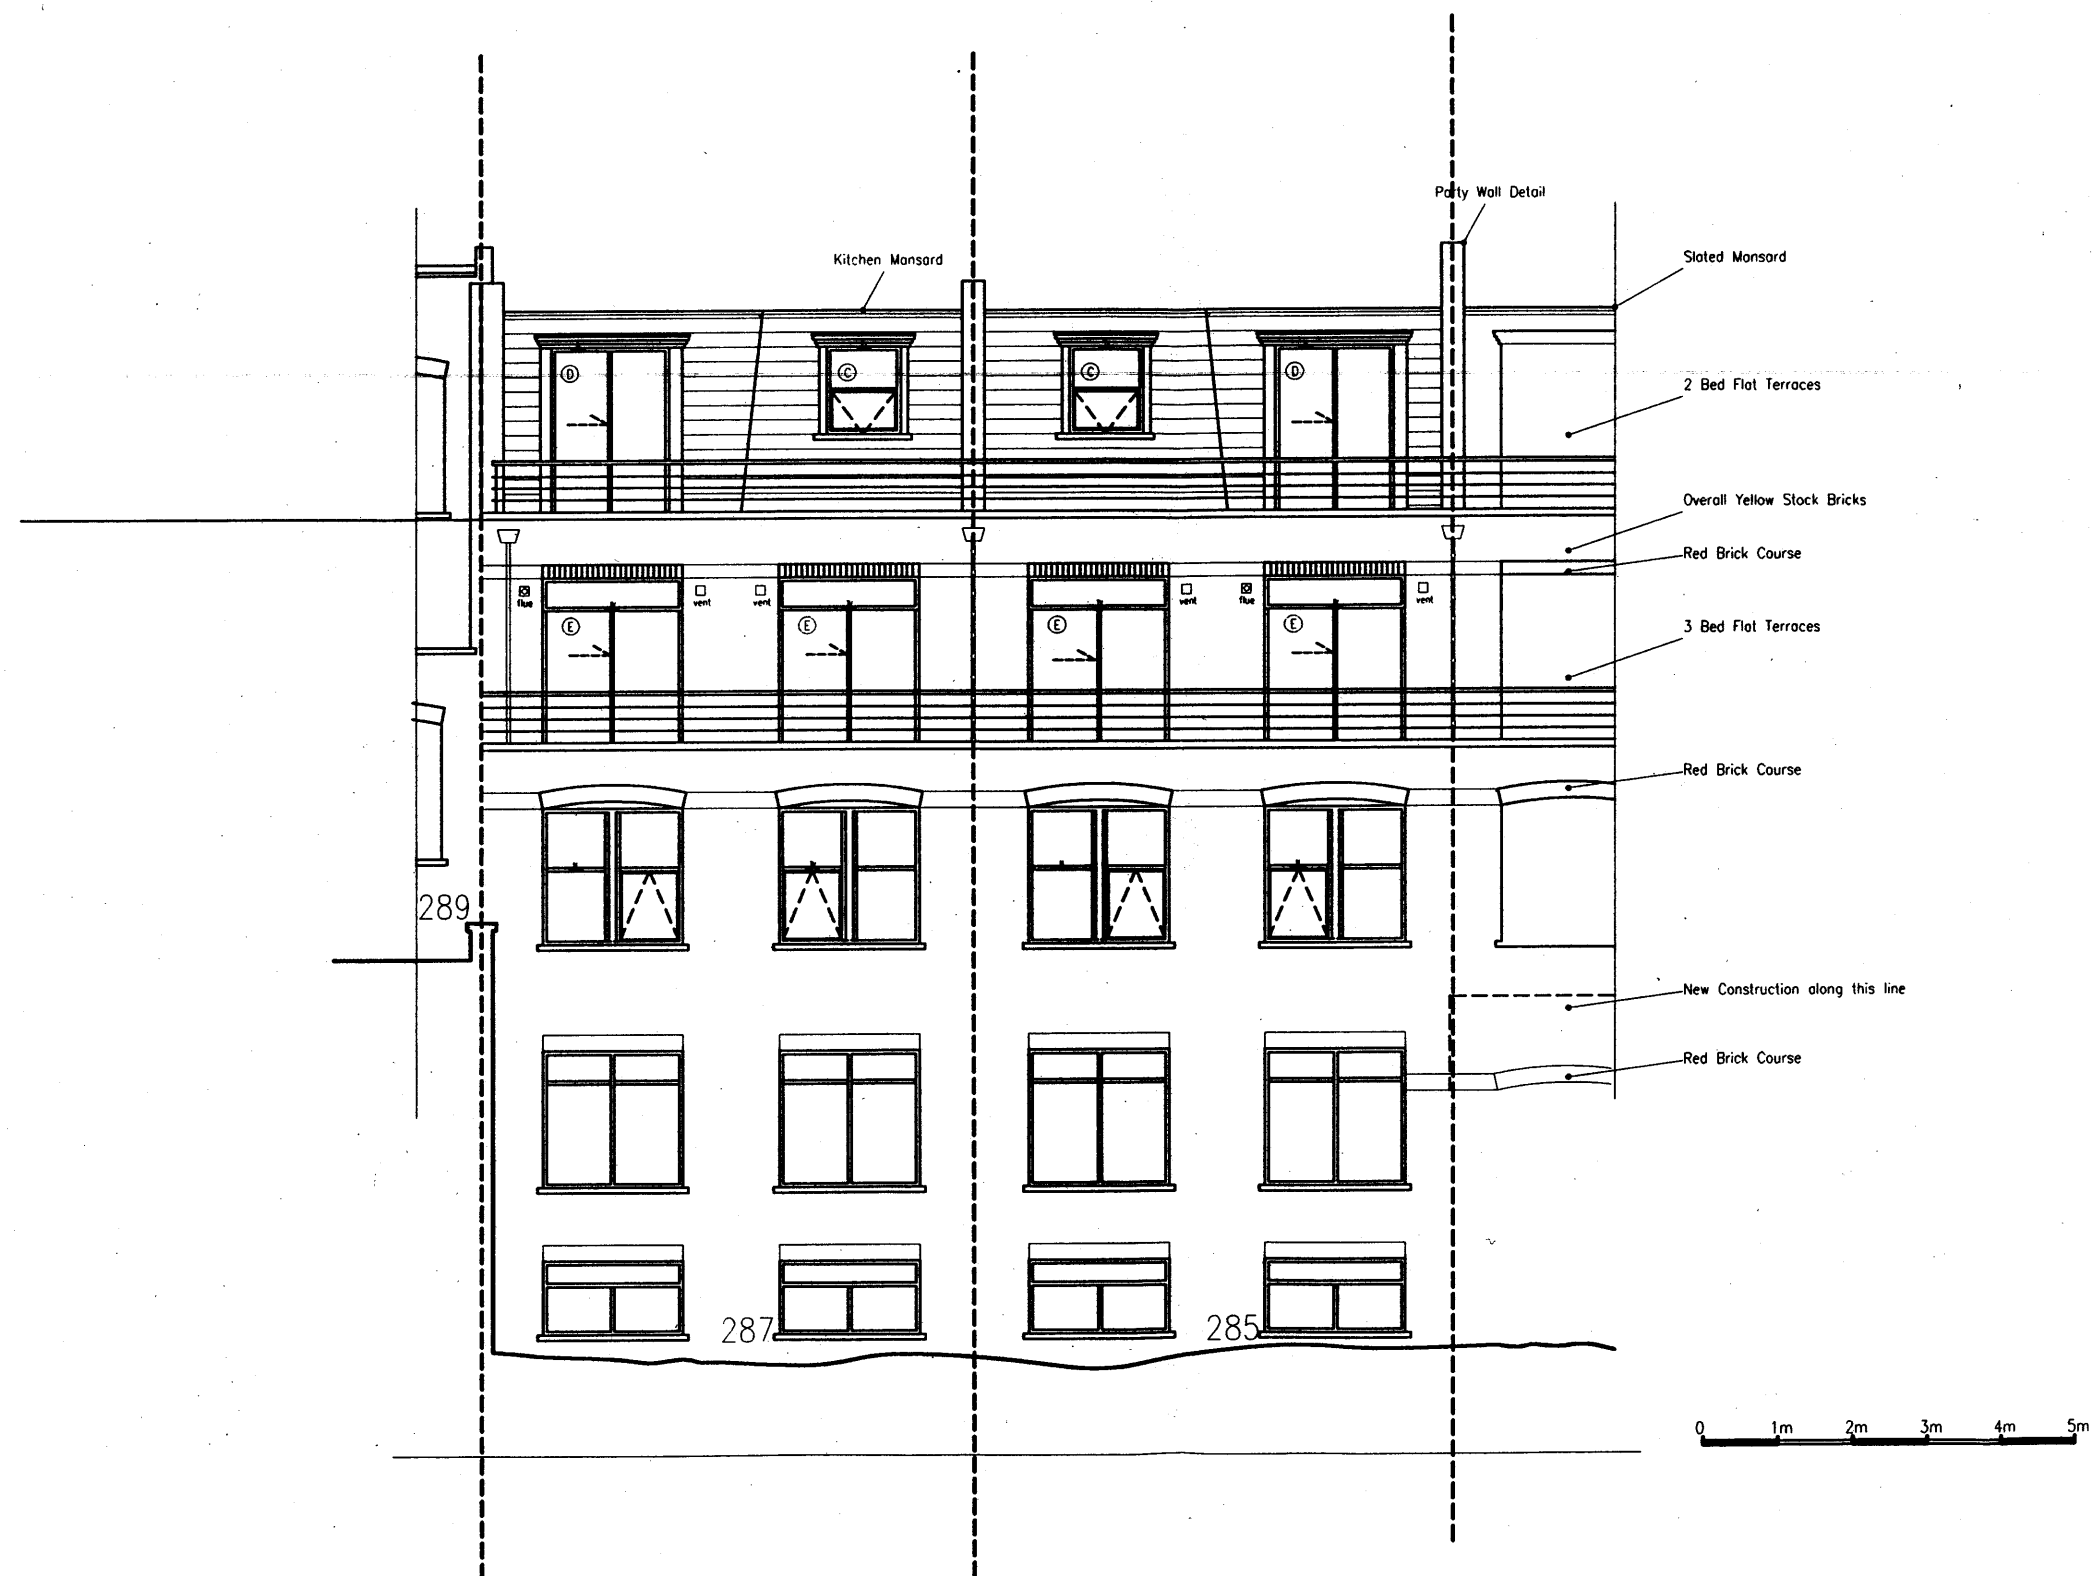 Party Wall Detail
Kitchen Mansard
Slated Mansard
D
C
C
D
2 Bed Flat Terraces
Overall Yellow Stock Bricks
Red Brick Course
flue
vent
vent
vent
flue
vent
E
E
E
E
3 Bed Flat Terraces
Red Brick Course
289
New Construction along this line
Red Brick Course
287
285
0 1m 2m 3m 4m 5m